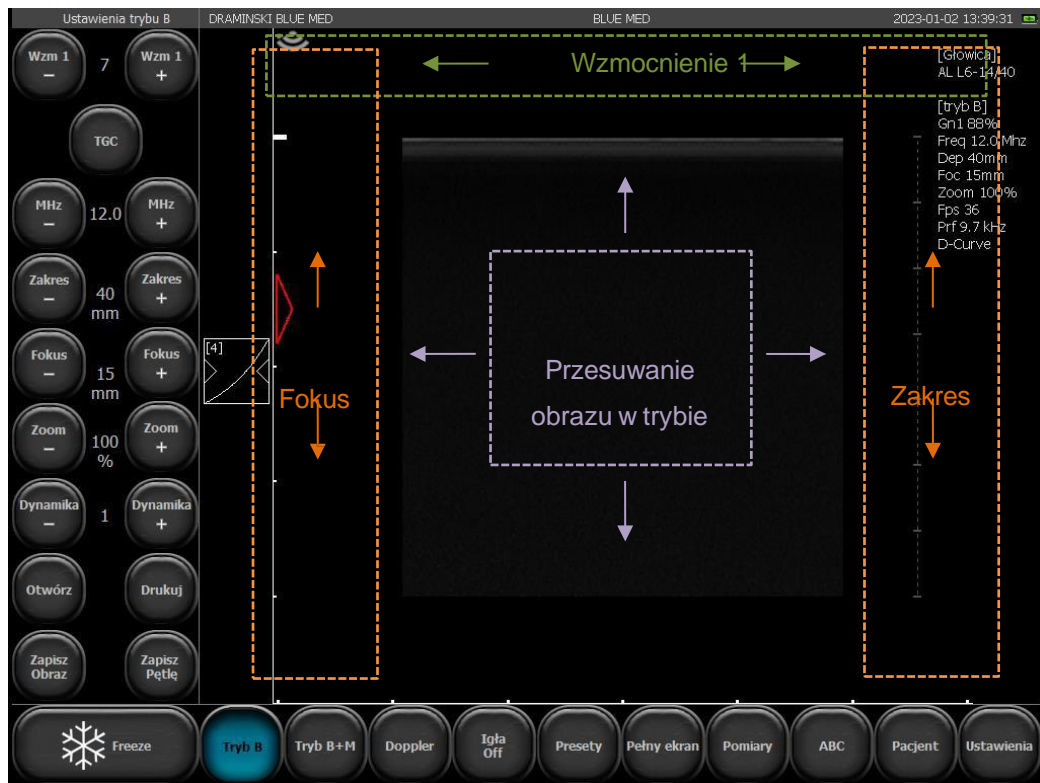 Ustawienia trybu B
DRAMINSKI BLUE MED
BLUE MED
2023-01-02 13:39:31
Wzm 1
−
7
Wzm 1
+
TGC
MHz
−
12.0
MHz
+
Zakres
−
40
mm
Zakres
+
Fokus
−
15
mm
Fokus
+
Zoom
−
100
%
Zoom
+
Dynamika
−
1
Dynamika
+
Otwórz
Drukuj
Zapisz
Obraz
Zapisz
Pętlę
Wzmocnienie 1
[4]
Fokus
Przesuwanie
obrazu w trybie
Zakres
[Głowica]
AL L6-14/40
[tryb B]
Gn1 88%
Freq 12.0 Mhz
Dep 40mm
Foc 15mm
Zoom 100%
Fps 36
Prf 9.7 kHz
D-Curve
Freeze
Tryb B
Tryb B+M
Doppler
Igła
Off
Presety
Pełny ekran
Pomiary
ABC
Pacjent
Ustawienia